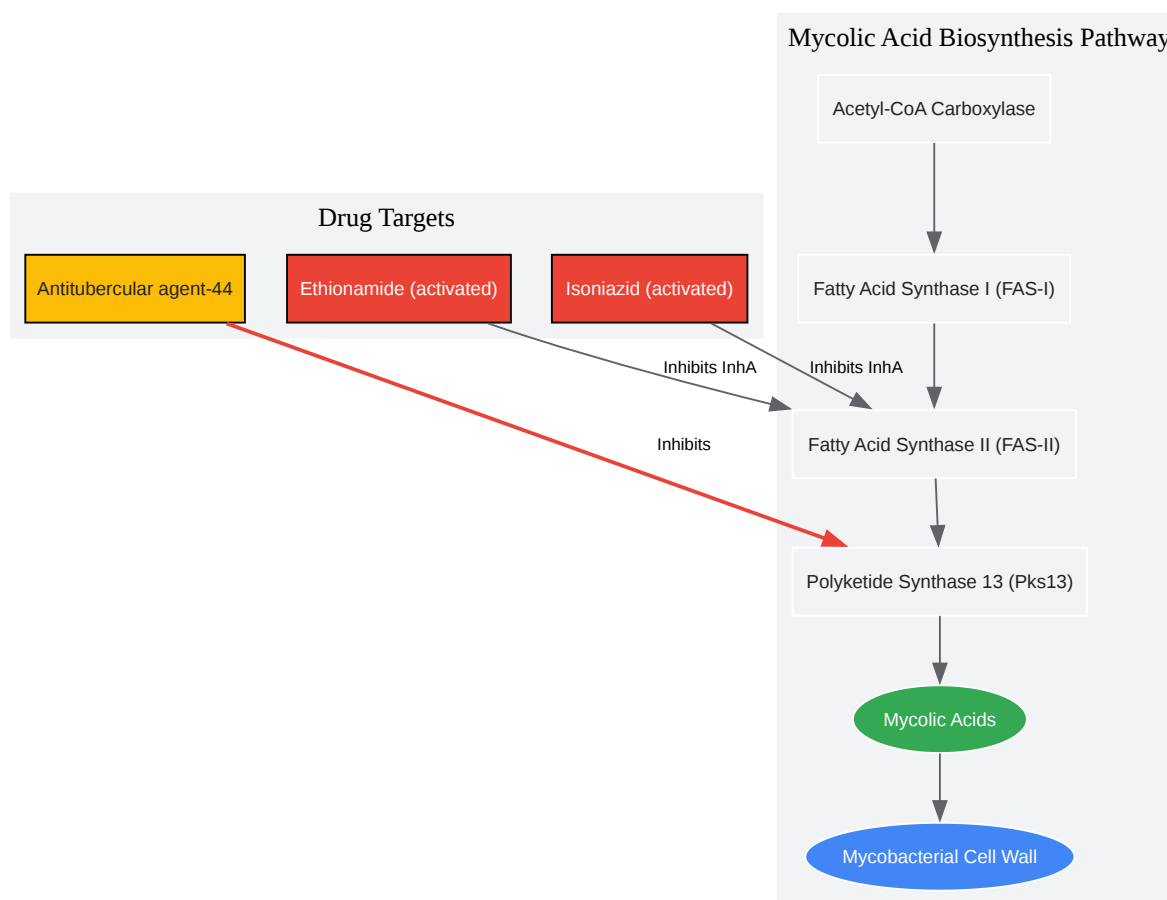 Mycolic Acid Biosynthesis Pathway
Acetyl-CoA Carboxylase
Drug Targets
Antitubercular agent-44
Ethionamide (activated)
Isoniazid (activated)
Fatty Acid Synthase I (FAS-I)
Inhibits InhA
Inhibits InhA
Inhibits
Fatty Acid Synthase II (FAS-II)
Polyketide Synthase 13 (Pks13)
Mycolic Acids
Mycobacterial Cell Wall